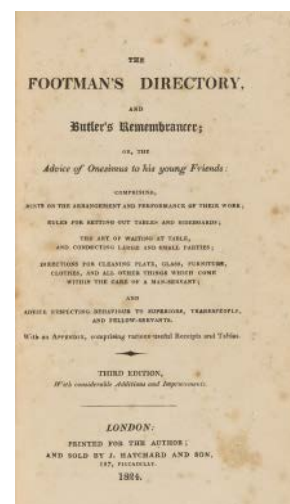 THE
FOOTMAN'S DIRECTORY,
AND
Butler's Remembrancer;
OR, THE
Advice of Onesimus to his young Friends:
COMPRISING,
HINTS ON THE ARRANGEMENT AND PERFORMANCE OF THEIR WORK;
RULES FOR SETTING OUT TABLES AND SIDEBOARDS;
THE ART OF WAITING AT TABLE,
AND CONDUCTING LARGE AND SMALL PARTIES;
DIRECTIONS FOR CLEANING PLATE, GLASS, FURNITURE,
CLOTHES, AND ALL OTHER THINGS WHICH COME
WITHIN THE CARE OF A MAN-SERVANT;
AND
ADVICE RESPECTING BEHAVIOUR TO SUPERIORS, TRADESPEOPLE,
AND FELLOW-SERVANTS.
With an APPENDIX, comprising various useful Receipts and Tables.
THIRD EDITION,
With considerable Additions and Improvements.
LONDON:
PRINTED FOR THE AUTHOR;
AND SOLD BY J. HATCHARD AND SON,
187, PICCADILLY.
1824.